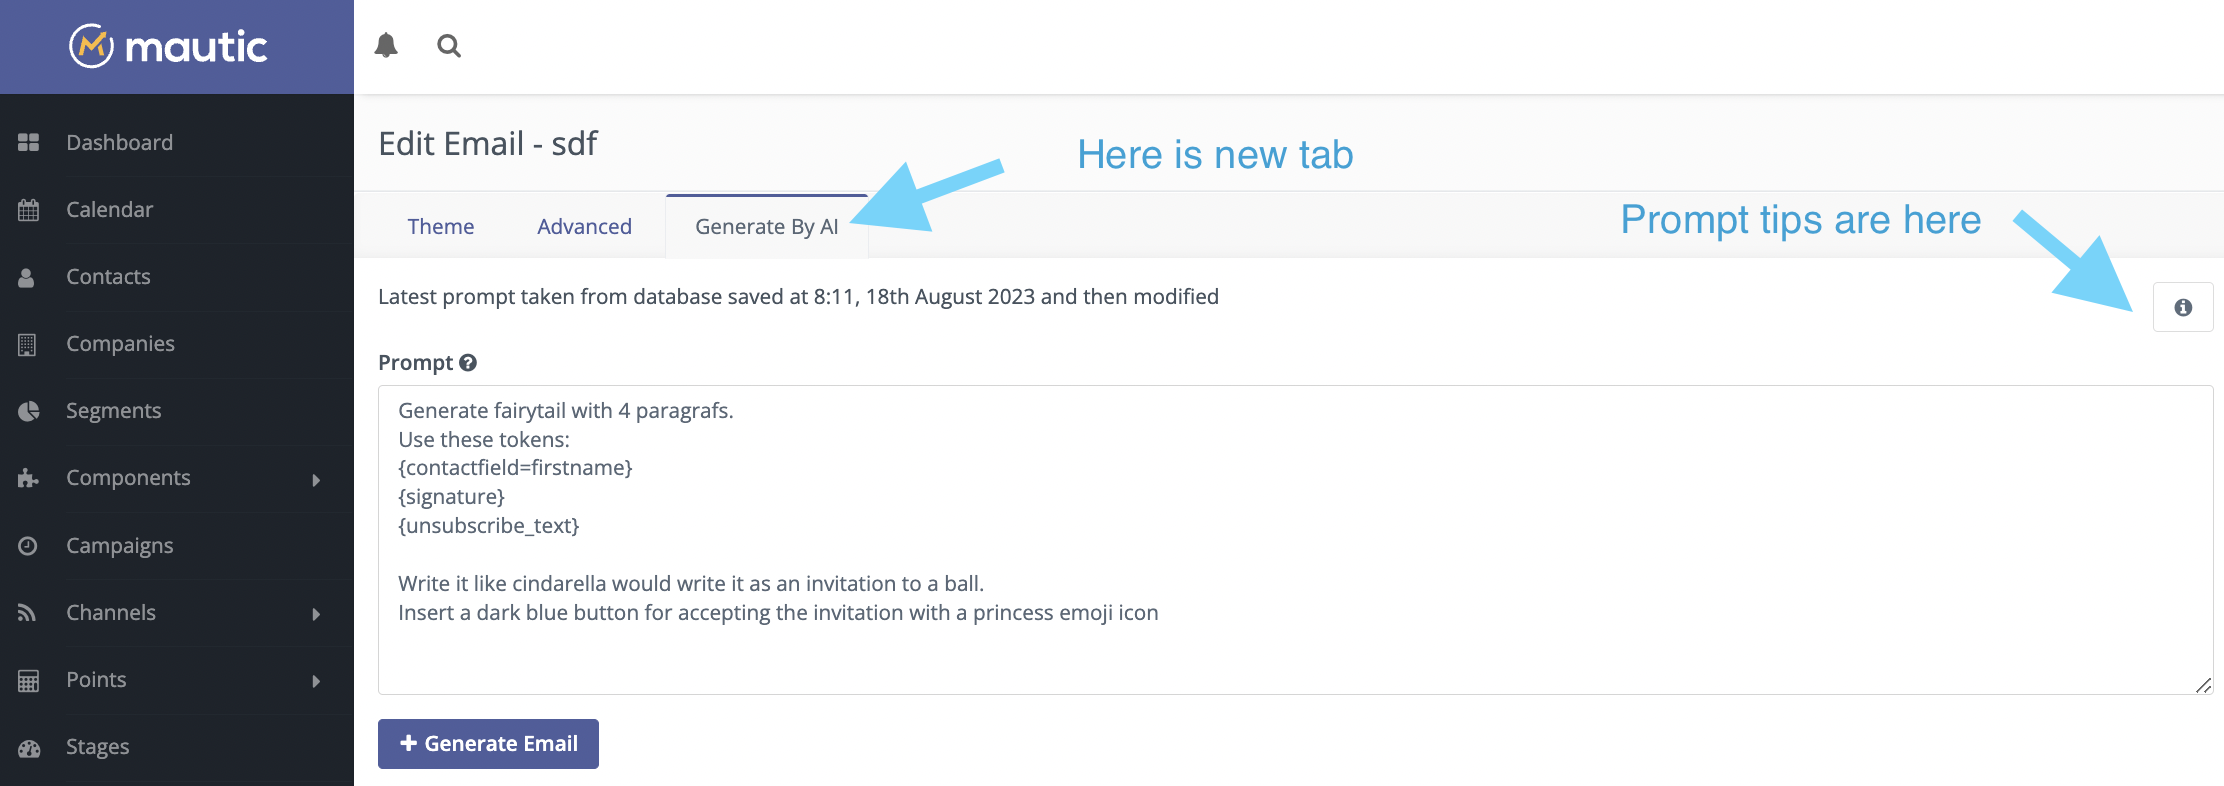 mautic
Dashboard
Calendar
Contacts
Companies
Segments
Components
Campaigns
Channels
Points
Stages
Edit Email - sdf
Here is new tab
Theme
Advanced
Generate By AI
Prompt tips are here
Latest prompt taken from database saved at 8:11, 18th August 2023 and then modified
Prompt
Generate fairytail with 4 paragrafs.
Use these tokens:
{contactfield=firstname}
{signature}
{unsubscribe_text}
Write it like cindarella would write it as an invitation to a ball.
Insert a dark blue button for accepting the invitation with a princess emoji icon
+ Generate Email